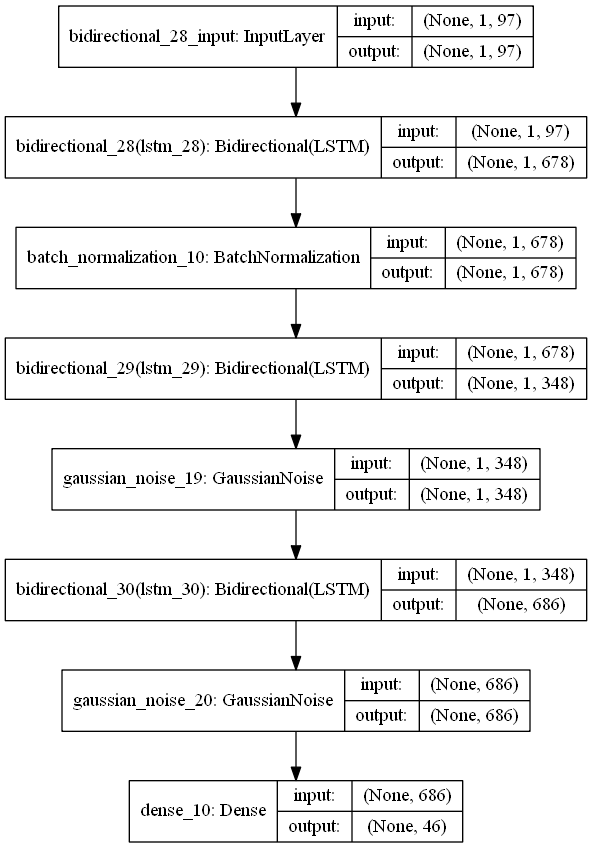 bidirectional_28_input: InputLayer
input: (None, 1, 97)
output: (None, 1, 97)
bidirectional_28(lstm_28): Bidirectional(LSTM)
input: (None, 1, 97)
output: (None, 1, 678)
batch_normalization_10: BatchNormalization
input: (None, 1, 678)
output: (None, 1, 678)
bidirectional_29(lstm_29): Bidirectional(LSTM)
input: (None, 1, 678)
output: (None, 1, 348)
gaussian_noise_19: GaussianNoise
input: (None, 1, 348)
output: (None, 1, 348)
bidirectional_30(lstm_30): Bidirectional(LSTM)
input: (None, 1, 348)
output: (None, 686)
gaussian_noise_20: GaussianNoise
input: (None, 686)
output: (None, 686)
dense_10: Dense
input: (None, 686)
output: (None, 46)